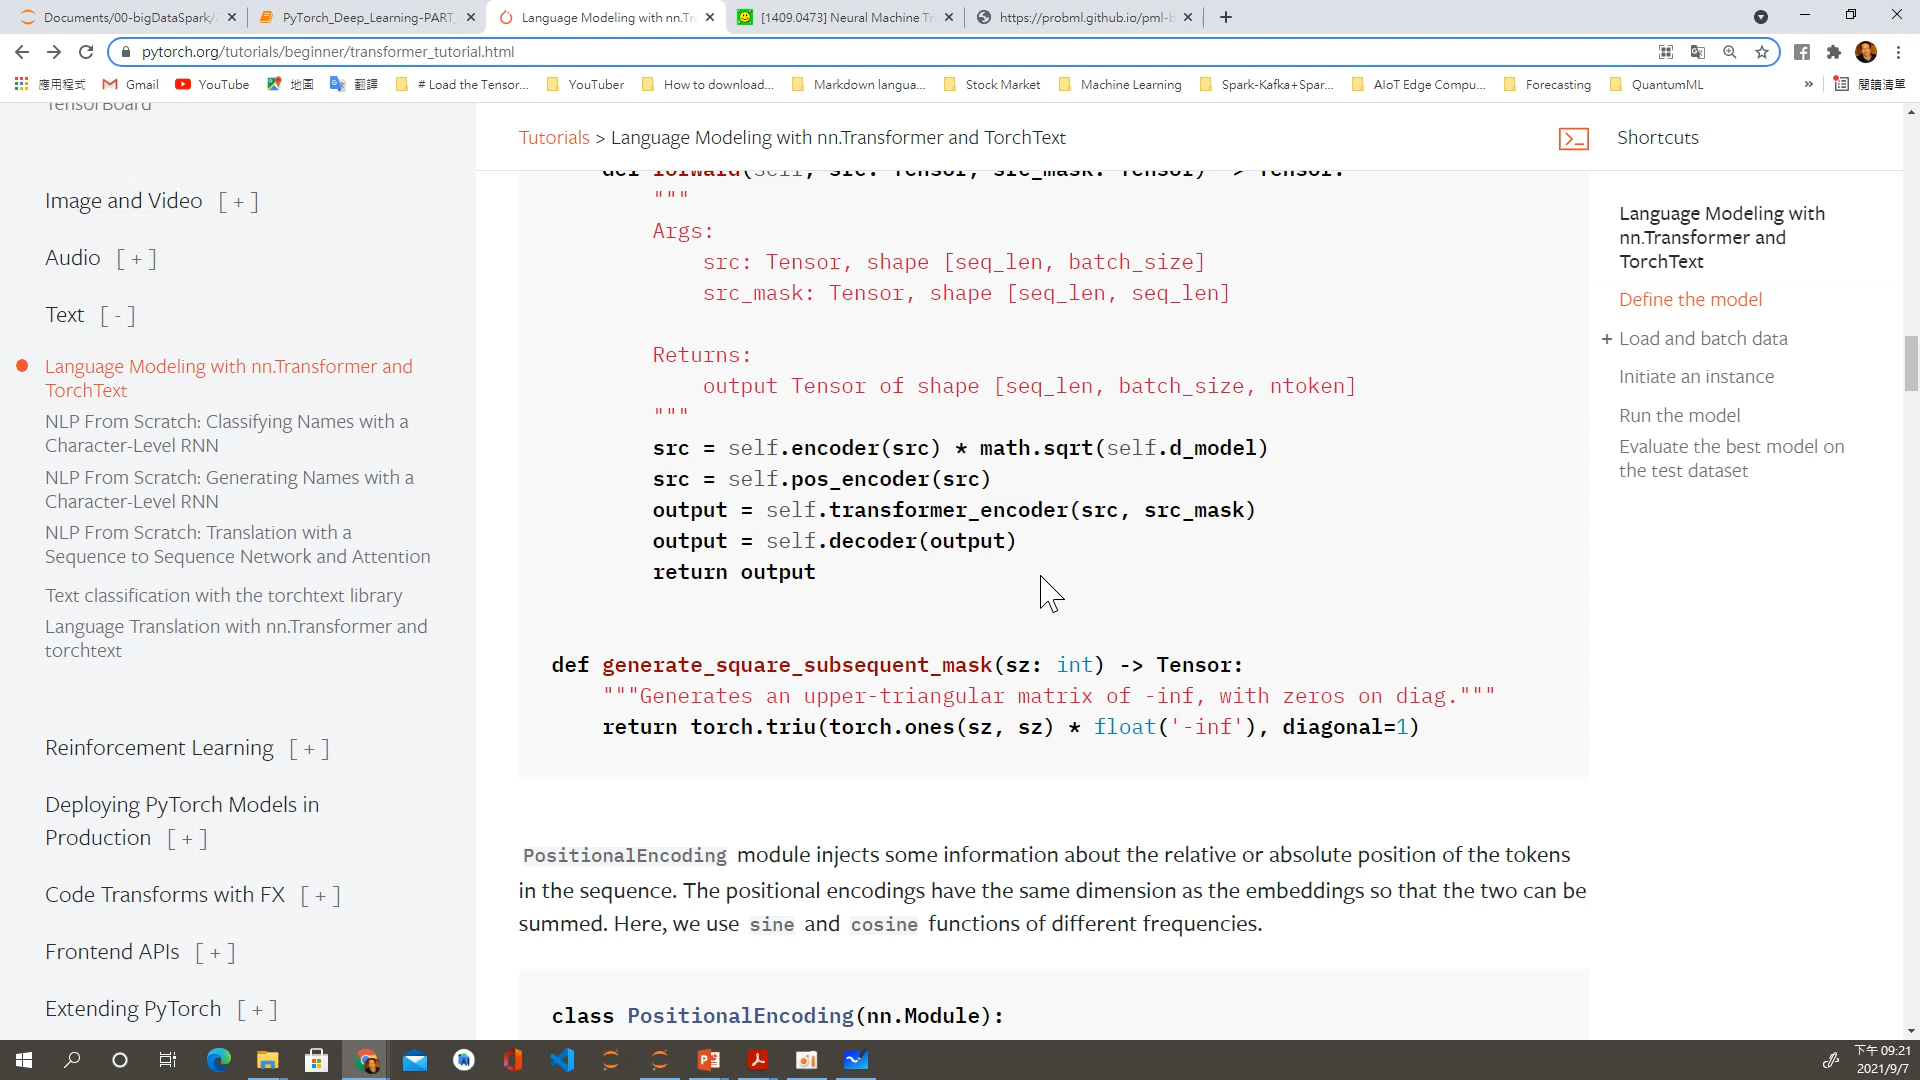 Documents/00-bigDataSpark/
PyTorch_Deep_Learning-PART_
Language Modeling with nn.Tr
[1409.0473] Neural Machine Tr
https://probml.github.io/pml-b
pytorch.org/tutorials/beginner/transformer_tutorial.html
應用程式
Gmail
YouTube
地圖
翻譯
# Load the Tensor...
YouTuber
How to download...
Markdown langua...
Stock Market
Machine Learning
Spark-Kafka+Spar...
AIoT Edge Compu...
Forecasting
QuantumML
»
閱讀清單
TensorBoard
Image and Video [ + ]
Audio [ + ]
Text [ - ]
Language Modeling with nn.Transformer and
TorchText
NLP From Scratch: Classifying Names with a
Character-Level RNN
NLP From Scratch: Generating Names with a
Character-Level RNN
NLP From Scratch: Translation with a
Sequence to Sequence Network and Attention
Text classification with the torchtext library
Language Translation with nn.Transformer and
torchtext
Reinforcement Learning [ + ]
Deploying PyTorch Models in
Production [ + ]
Code Transforms with FX [ + ]
Frontend APIs [ + ]
Extending PyTorch [ + ]
Tutorials > Language Modeling with nn.Transformer and TorchText
def forward(self, src: Tensor, src_mask: Tensor) -> Tensor:
"""
Args:
src: Tensor, shape [seq_len, batch_size]
src_mask: Tensor, shape [seq_len, seq_len]
Returns:
output Tensor of shape [seq_len, batch_size, ntoken]
"""
src = self.encoder(src) * math.sqrt(self.d_model)
src = self.pos_encoder(src)
output = self.transformer_encoder(src, src_mask)
output = self.decoder(output)
return output
def generate_square_subsequent_mask(sz: int) -> Tensor:
"""Generates an upper-triangular matrix of -inf, with zeros on diag."""
return torch.triu(torch.ones(sz, sz) * float('-inf'), diagonal=1)
PositionalEncoding module injects some information about the relative or absolute position of the tokens
in the sequence. The positional encodings have the same dimension as the embeddings so that the two can be
summed. Here, we use sine and cosine functions of different frequencies.
class PositionalEncoding(nn.Module):
Shortcuts
Language Modeling with
nn.Transformer and
TorchText
Define the model
+ Load and batch data
Initiate an instance
Run the model
Evaluate the best model on
the test dataset
下午 09:21
2021/9/7